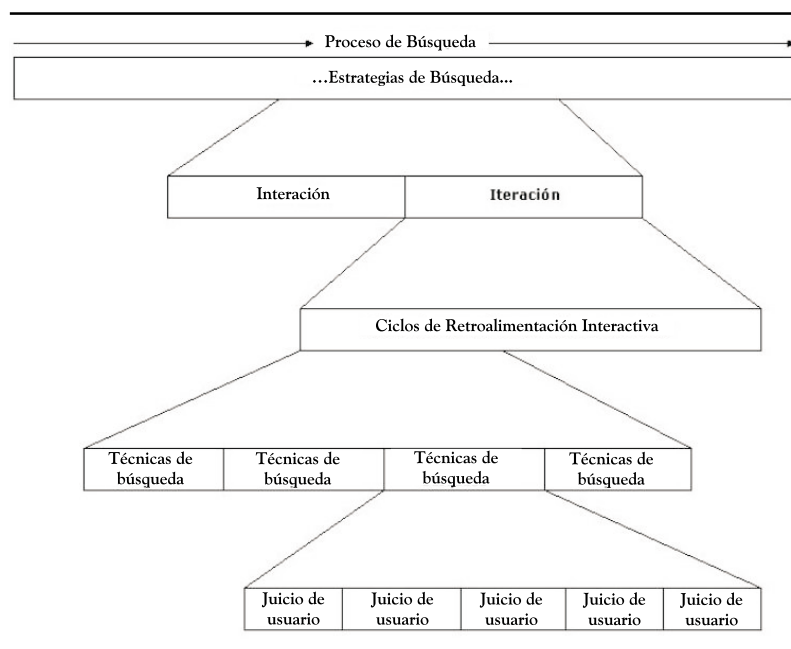 Proceso de Búsqueda
...Estrategias de Búsqueda...
Interación
Iteración
Ciclos de Retroalimentación Interactiva
Técnicas de
búsqueda
Técnicas de
búsqueda
Técnicas de
búsqueda
Técnicas de
búsqueda
Juicio de
usuario
Juicio de
usuario
Juicio de
usuario
Juicio de
usuario
Juicio de
usuario